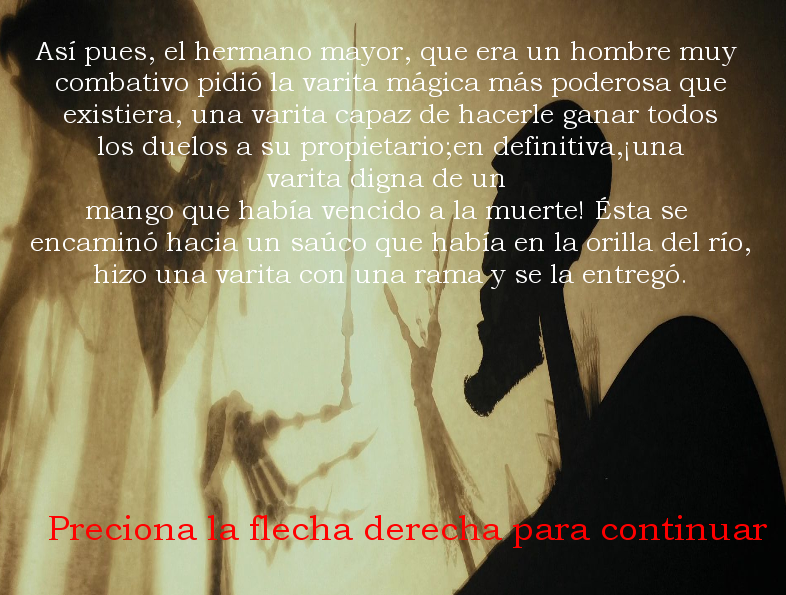 Así pues, el hermano mayor, que era un hombre muy
combativo pidió la varita mágica más poderosa que
existiera, una varita capaz de hacerle ganar todos
los duelos a su propietario;en definitiva,¡una
varita digna de un
mango que había vencido a la muerte! Ésta se
encaminó hacia un saúco que había en la orilla del río,
hizo una varita con una rama y se la entregó.
Preciona la flecha derecha para continuar